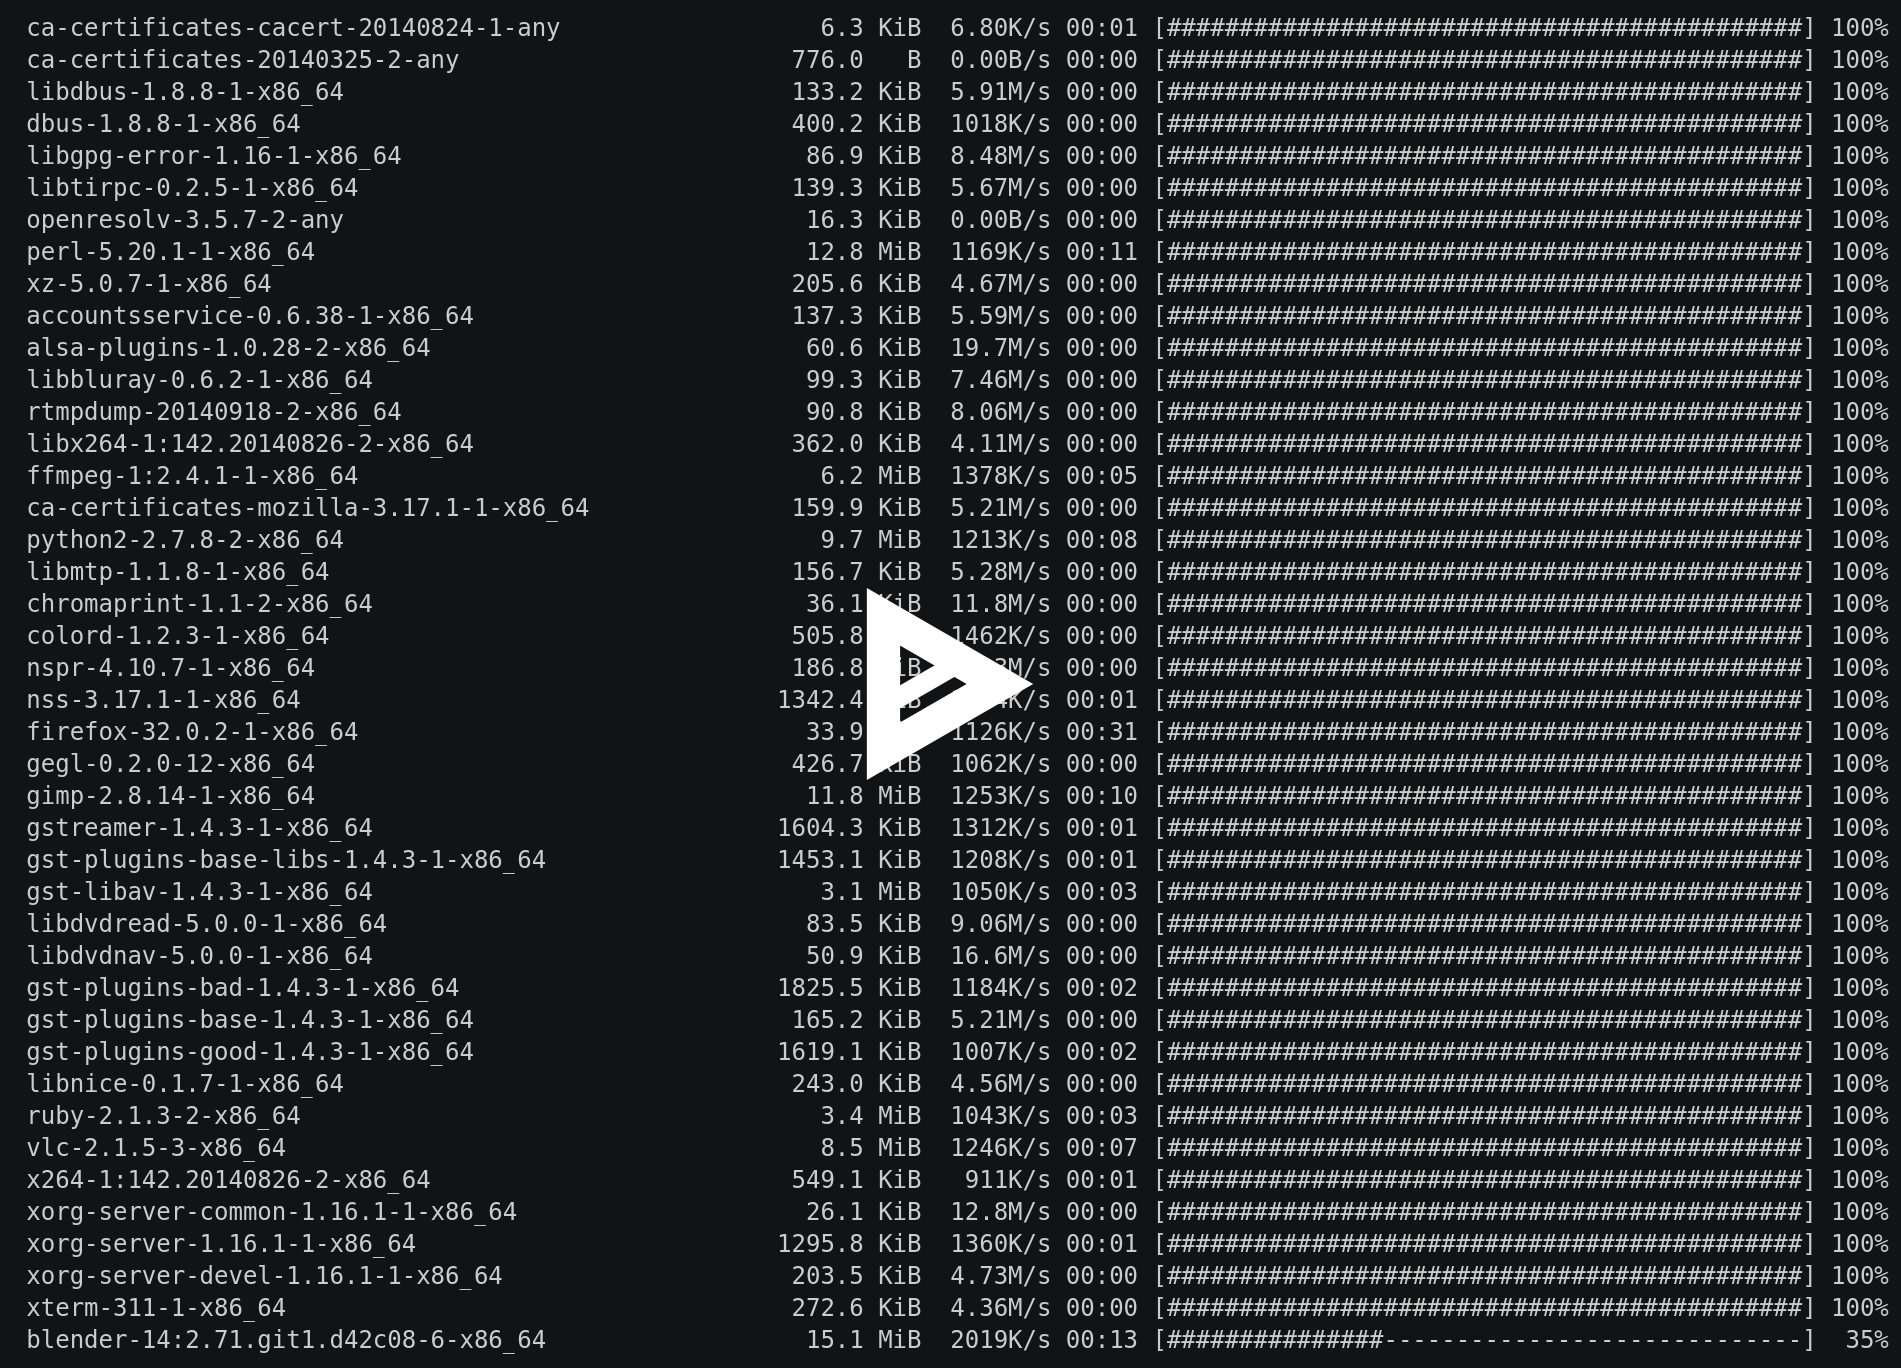 ca-certificates-cacert-20140824-1-any 6.3 KiB 6.80K/s 00:01 [############################################] 100%
ca-certificates-20140325-2-any 776.0 B 0.00B/s 00:00 [############################################] 100%
libdbus-1.8.8-1-x86_64 133.2 KiB 5.91M/s 00:00 [############################################] 100%
dbus-1.8.8-1-x86_64 400.2 KiB 1018K/s 00:00 [############################################] 100%
libgpg-error-1.16-1-x86_64 86.9 KiB 8.48M/s 00:00 [############################################] 100%
libtirpc-0.2.5-1-x86_64 139.3 KiB 5.67M/s 00:00 [############################################] 100%
openresolv-3.5.7-2-any 16.3 KiB 0.00B/s 00:00 [############################################] 100%
perl-5.20.1-1-x86_64 12.8 MiB 1169K/s 00:11 [############################################] 100%
xz-5.0.7-1-x86_64 205.6 KiB 4.67M/s 00:00 [############################################] 100%
accountsservice-0.6.38-1-x86_64 137.3 KiB 5.59M/s 00:00 [############################################] 100%
alsa-plugins-1.0.28-2-x86_64 60.6 KiB 19.7M/s 00:00 [############################################] 100%
libbluray-0.6.2-1-x86_64 99.3 KiB 7.46M/s 00:00 [############################################] 100%
rtmpdump-20140918-2-x86_64 90.8 KiB 8.06M/s 00:00 [############################################] 100%
libx264-1:142.20140826-2-x86_64 362.0 KiB 4.11M/s 00:00 [############################################] 100%
ffmpeg-1:2.4.1-1-x86_64 6.2 MiB 1378K/s 00:05 [############################################] 100%
ca-certificates-mozilla-3.17.1-1-x86_64 159.9 KiB 5.21M/s 00:00 [############################################] 100%
python2-2.7.8-2-x86_64 9.7 MiB 1213K/s 00:08 [############################################] 100%
libmtp-1.1.8-1-x86_64 156.7 KiB 5.28M/s 00:00 [############################################] 100%
chromaprint-1.1-2-x86_64 36.1 KiB 11.8M/s 00:00 [############################################] 100%
colord-1.2.3-1-x86_64 505.8 1462K/s 00:00 [############################################] 100%
nspr-4.10.7-1-x86_64 186.8 KiB 00:00 [############################################] 100%
nss-3.17.1-1-x86_64 1342.4 00:01 [############################################] 100%
firefox-32.0.2-1-x86_64 33.9 1126K/s 00:31 [############################################] 100%
gegl-0.2.0-12-x86_64 426.7 KiB 1062K/s 00:00 [############################################] 100%
gimp-2.8.14-1-x86_64 11.8 MiB 1253K/s 00:10 [############################################] 100%
gstreamer-1.4.3-1-x86_64 1604.3 KiB 1312K/s 00:01 [############################################] 100%
gst-plugins-base-libs-1.4.3-1-x86_64 1453.1 KiB 1208K/s 00:01 [############################################] 100%
gst-libav-1.4.3-1-x86_64 3.1 MiB 1050K/s 00:03 [############################################] 100%
libdvdread-5.0.0-1-x86_64 83.5 KiB 9.06M/s 00:00 [############################################] 100%
libdvdnav-5.0.0-1-x86_64 50.9 KiB 16.6M/s 00:00 [############################################] 100%
gst-plugins-bad-1.4.3-1-x86_64 1825.5 KiB 1184K/s 00:02 [############################################] 100%
gst-plugins-base-1.4.3-1-x86_64 165.2 KiB 5.21M/s 00:00 [############################################] 100%
gst-plugins-good-1.4.3-1-x86_64 1619.1 KiB 1007K/s 00:02 [############################################] 100%
libnice-0.1.7-1-x86_64 243.0 KiB 4.56M/s 00:00 [############################################] 100%
ruby-2.1.3-2-x86_64 3.4 MiB 1043K/s 00:03 [############################################] 100%
vlc-2.1.5-3-x86_64 8.5 MiB 1246K/s 00:07 [############################################] 100%
x264-1:142.20140826-2-x86_64 549.1 KiB 911K/s 00:01 [############################################] 100%
xorg-server-common-1.16.1-1-x86_64 26.1 KiB 12.8M/s 00:00 [############################################] 100%
xorg-server-1.16.1-1-x86_64 1295.8 KiB 1360K/s 00:01 [############################################] 100%
xorg-server-devel-1.16.1-1-x86_64 203.5 KiB 4.73M/s 00:00 [############################################] 100%
xterm-311-1-x86_64 272.6 KiB 4.36M/s 00:00 [############################################] 100%
blender-14:2.71.git1.d42c08-6-x86_64 15.1 MiB 2019K/s 00:13 [###############-----------------------------] 35%